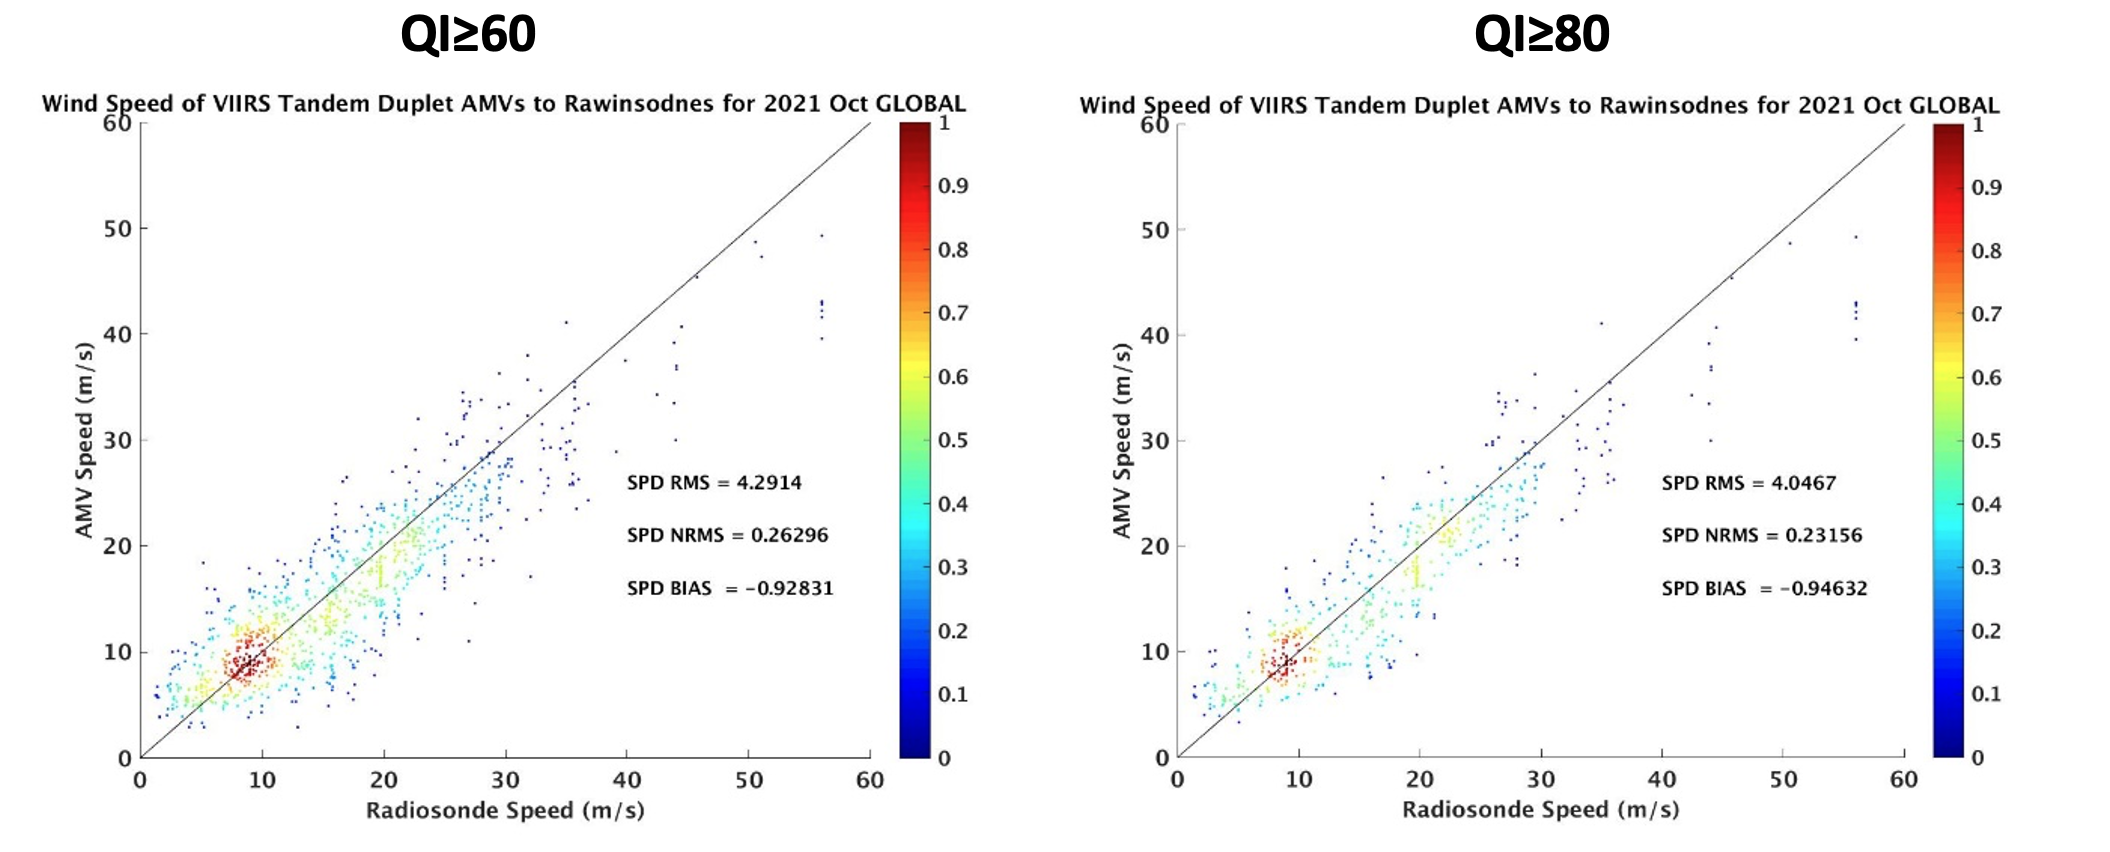 QI≥60
Wind Speed of VIIRS Tandem Duplet AMVs to Rawinsodnes for 2021 Oct GLOBAL
60
50
40
30
20
10
0
AMV Speed (m/s)
SPD RMS = 4.2914
SPD NRMS = 0.26296
SPD BIAS = −0.92831
0 10 20 30 40 50 60
Radiosonde Speed (m/s)
1
0.9
0.8
0.7
0.6
0.5
0.4
0.3
0.2
0.1
0
QI≥80
Wind Speed of VIIRS Tandem Duplet AMVs to Rawinsodnes for 2021 Oct GLOBAL
60
50
40
30
20
10
0
AMV Speed (m/s)
SPD RMS = 4.0467
SPD NRMS = 0.23156
SPD BIAS = −0.94632
0 10 20 30 40 50 60
Radiosonde Speed (m/s)
1
0.9
0.8
0.7
0.6
0.5
0.4
0.3
0.2
0.1
0